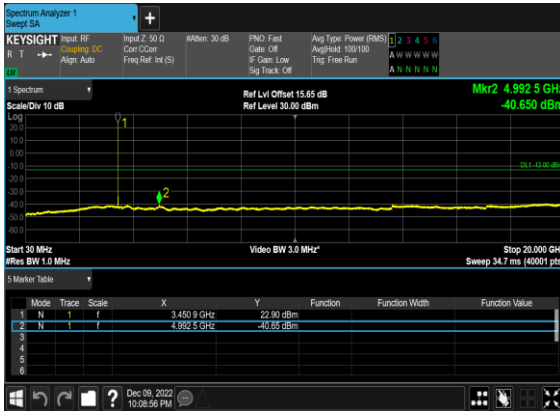 Spectrum Analyzer 1
Swept SA
KEYSIGHT Input: RF Input Z: 50 Ω #Atten: 30 dB PNO: Fast Avg Type: Power (RMS) 1 2 3 4 5 6
R T Coupling: DC Corr CCorr Gate: Off Avg|Hold: 100/100 A W W W W W
Align: Auto Freq Ref: Int (S) IF Gain: Low Trig: Free Run
Sig Track: Off A N N N N N
1 Spectrum Ref Lvl Offset 15.65 dB Mkr2 4.992 5 GHz
Scale/Div 10 dB Ref Level 30.00 dBm -40.650 dBm
Log
20.0
10.0
0.00
-10.0
-20.0
-30.0
-40.0
-50.0
-60.0
1
2
DL1 -13.00 dBm
Start 30 MHz Video BW 3.0 MHz* Stop 20.000 GHz
#Res BW 1.0 MHz Sweep 34.7 ms (40001 pts)
5 Marker Table
Mode Trace Scale X Y Function Function Width Function Value
1 N 1 f 3.450 9 GHz 22.90 dBm
2 N 1 f 4.992 5 GHz -40.65 dBm
3
4
5
6
? Dec 09, 2022
10:08:56 PM